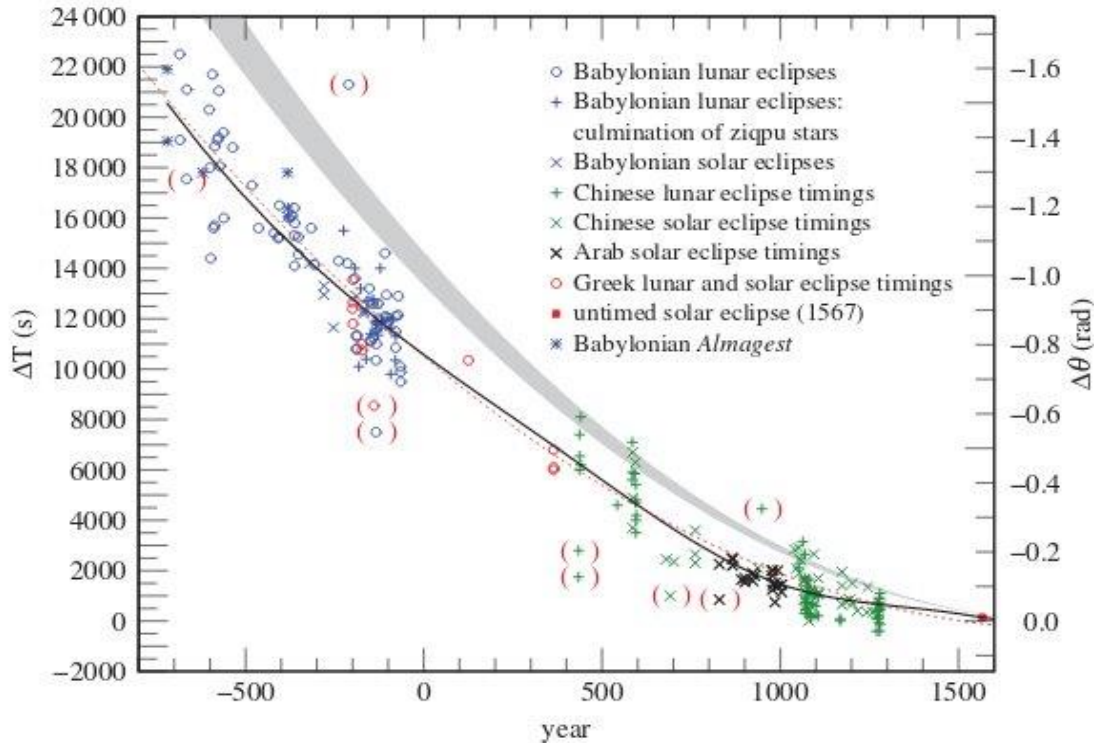 24 000
22 000
20 000
18 000
16 000
14 000
12 000
10 000
8000
6000
4000
2000
0
−2000
ΔT (s)
−500
0
500
1000
1500
year
−1.6
−1.4
−1.2
−1.0
−0.8
−0.6
−0.4
−0.2
0.0
Δθ (rad)
Babylonian lunar eclipses
Babylonian lunar eclipses:
culmination of ziqpu stars
Babylonian solar eclipses
Chinese lunar eclipse timings
Chinese solar eclipse timings
Arab solar eclipse timings
Greek lunar and solar eclipse timings
untimed solar eclipse (1567)
Babylonian Almagest